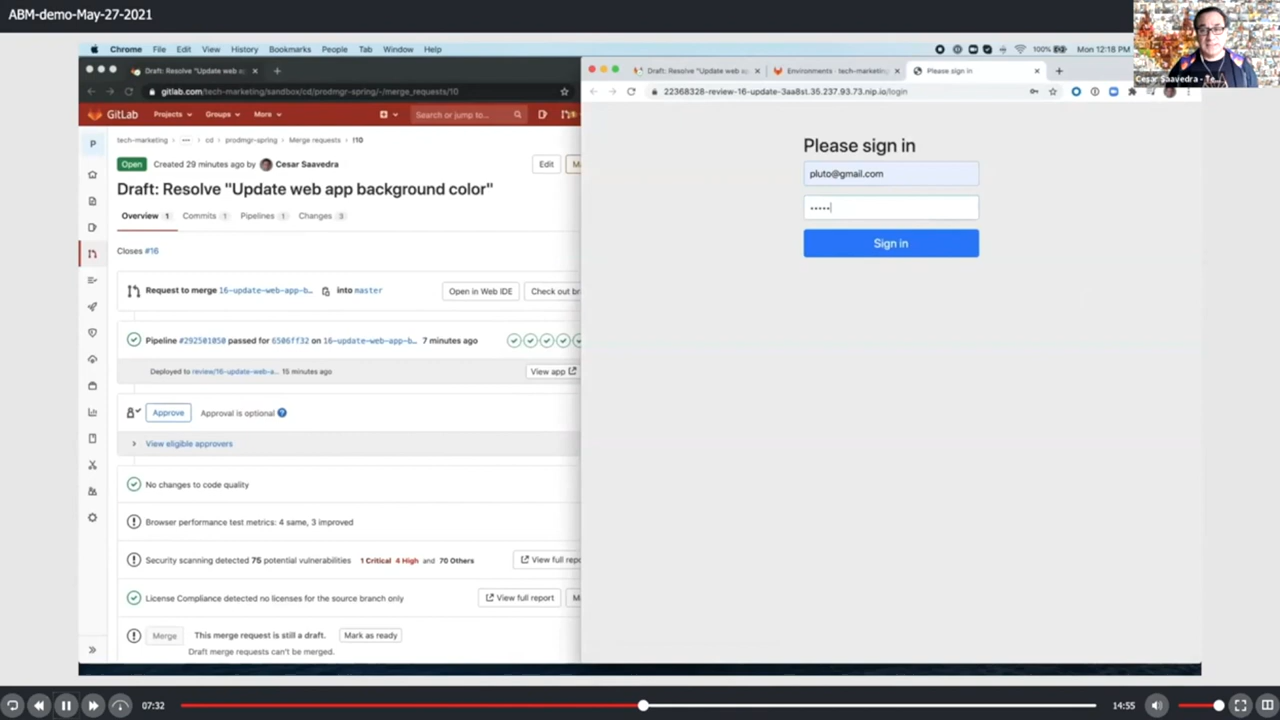 ABM-demo-May-27-2021
Chrome File Edit View History Bookmarks People Tab Window Help
100% Mon 12:18 PM
Cesar Saavedra - Te...
Draft: Resolve "Update web a
Draft: Resolve "Update web a
Environments · tech-marketing
Please sign in
gitlab.com/tech-marketing/sandbox/cd/prodmgr-spring/-/merge_requests/10
22368328-review-16-update-3aa8st.35.237.93.73.nip.io/login
GitLab Projects Groups More Search or jump to...
tech-marketing ... cd prodmgr-spring Merge requests !10
Open Created 29 minutes ago by Cesar Saavedra Edit
Draft: Resolve "Update web app background color"
Overview 1 Commits 1 Pipelines 1 Changes 3
Closes #16
Request to merge 16-update-web-app-b… into master Open in Web IDE Check out br
Pipeline #292501050 passed for 6506ff32 on 16-update-web-app-b… 7 minutes ago
Deployed to review/16-update-web-a… 15 minutes ago View app
Approve Approval is optional
View eligible approvers
No changes to code quality
Browser performance test metrics: 4 same, 3 improved
Security scanning detected 75 potential vulnerabilities 1 Critical 4 High and 70 Others View full repo
License Compliance detected no licenses for the source branch only View full report
Merge This merge request is still a draft. Mark as ready
Draft merge requests can't be merged.
P
Please sign in
pluto@gmail.com
•••••
Sign in
07:32
14:55